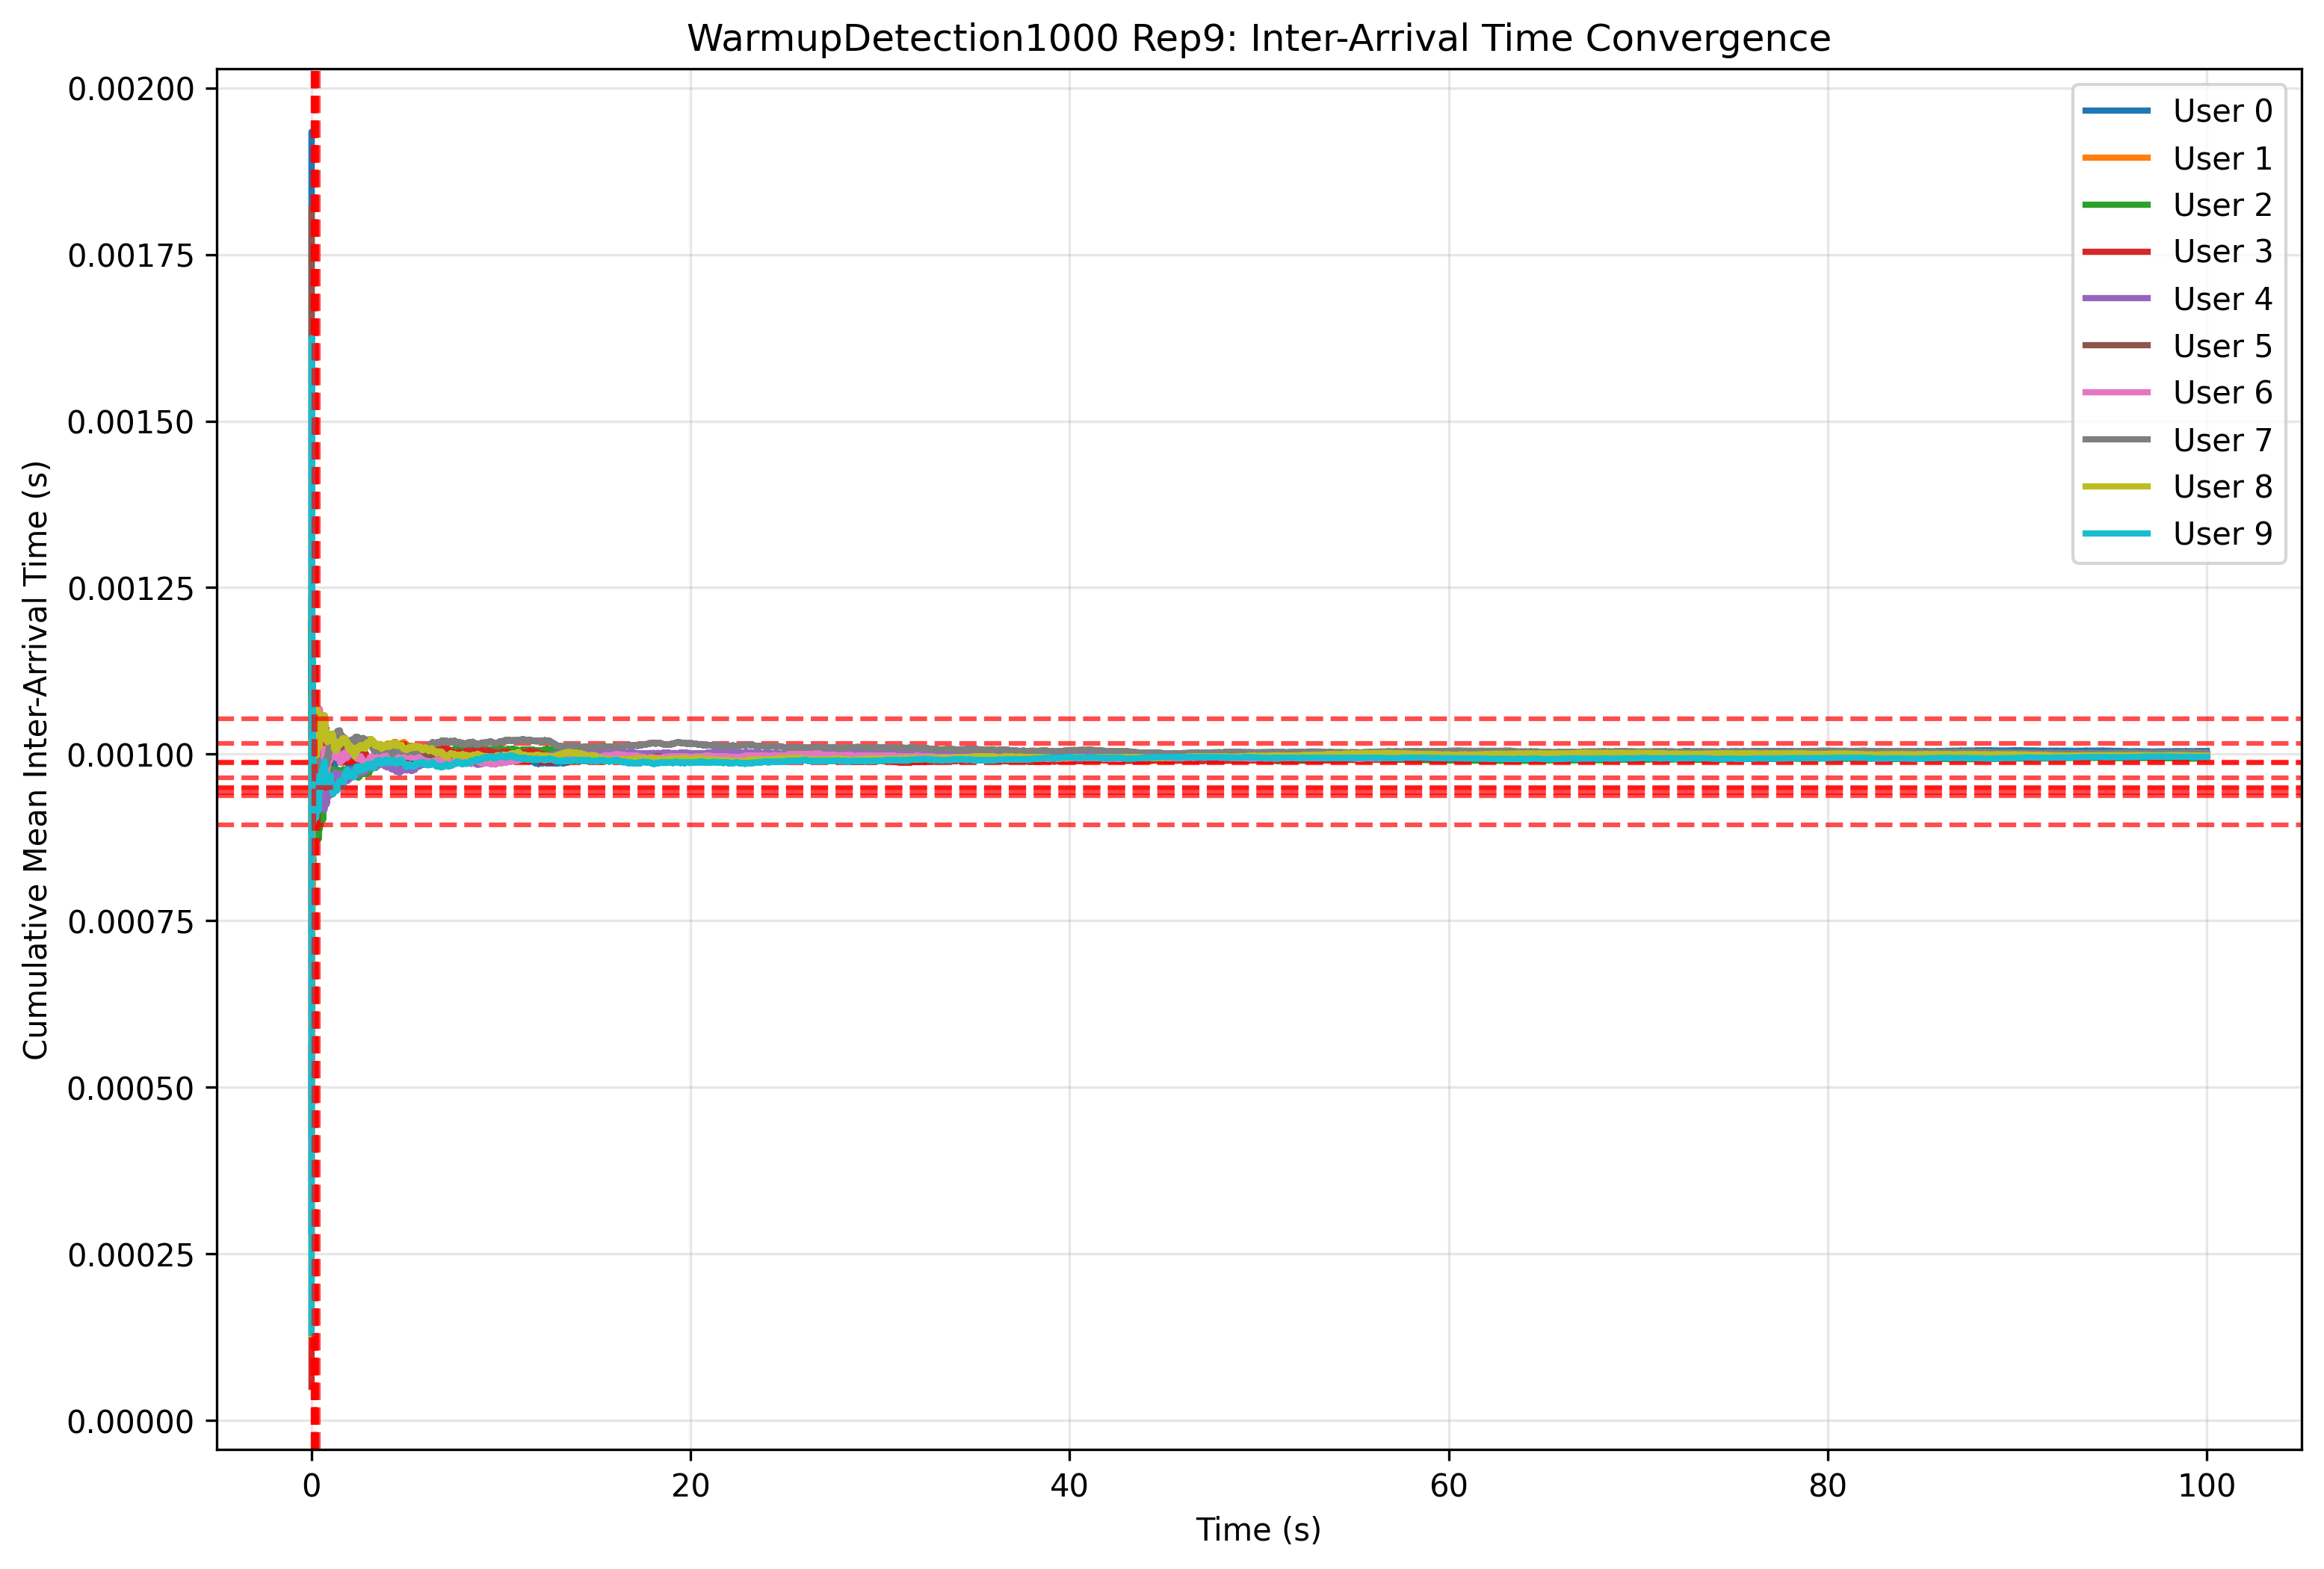 WarmupDetection1000 Rep9: Inter-Arrival Time Convergence
Cumulative Mean Inter-Arrival Time (s)
0.00200
0.00175
0.00150
0.00125
0.00100
0.00075
0.00050
0.00025
0.00000
0
20
40
60
80
100
Time (s)
User 0
User 1
User 2
User 3
User 4
User 5
User 6
User 7
User 8
User 9